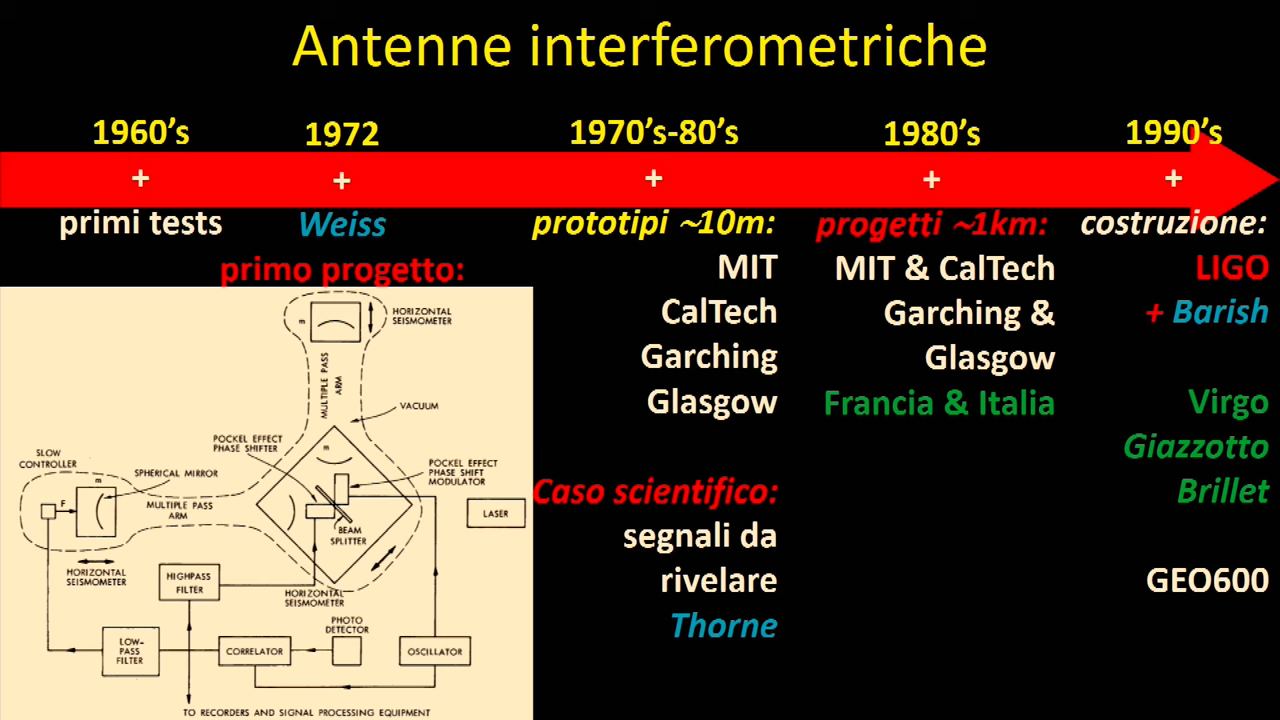 Antenne interferometriche
1960's
1972
1970's-80's
1980's
1990's
+
+
+
+
+
primi tests
Weiss
primo progetto:
prototipi ~10m:
MIT
CalTech
Garching
Glasgow
Caso scientifico:
segnali da
rivelare
Thorne
progetti ~1km:
MIT & CalTech
Garching &
Glasgow
Francia & Italia
costruzione:
LIGO
+ Barish
Virgo
Giazzotto
Brillet
GEO600
m
HORIZONTAL
SEISMOMETER
MULTIPLE PASS
ARM
VACUUM
POCKEL EFFECT
PHASE SHIFTER
m
SLOW
CONTROLLER
m
SPHERICAL MIRROR
POCKEL EFFECT
PHASE SHIFT
MODULATOR
F
MULTIPLE PASS
ARM
LASER
BEAM
SPLITTER
HORIZONTAL
SEISMOMETER
HIGHPASS
FILTER
HORIZONTAL
SEISMOMETER
PHOTO
DETECTOR
LOW-
PASS
FILTER
CORRELATOR
OSCILLATOR
TO RECORDERS AND SIGNAL PROCESSING EQUIPMENT